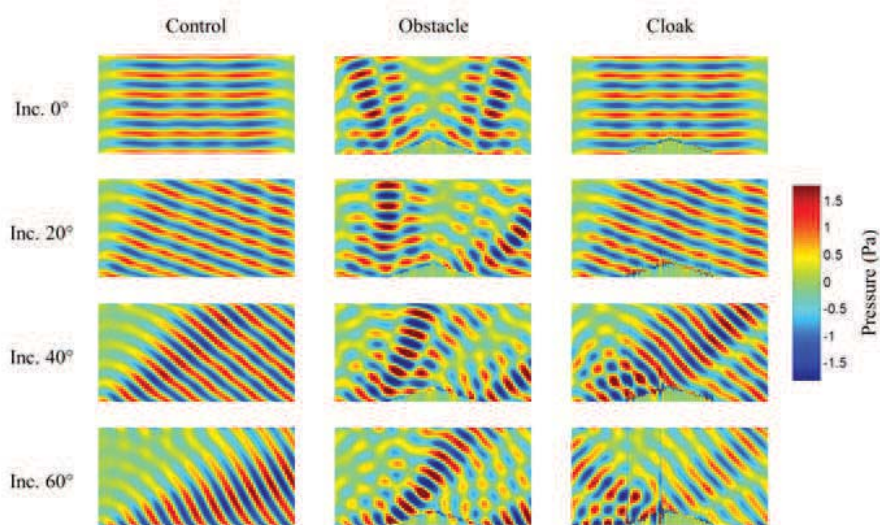 Control Obstacle Cloak
Inc. 0°
Inc. 20°
Inc. 40°
Inc. 60°
1.5
1
0.5
0
-0.5
-1
-1.5
Pressure (Pa)